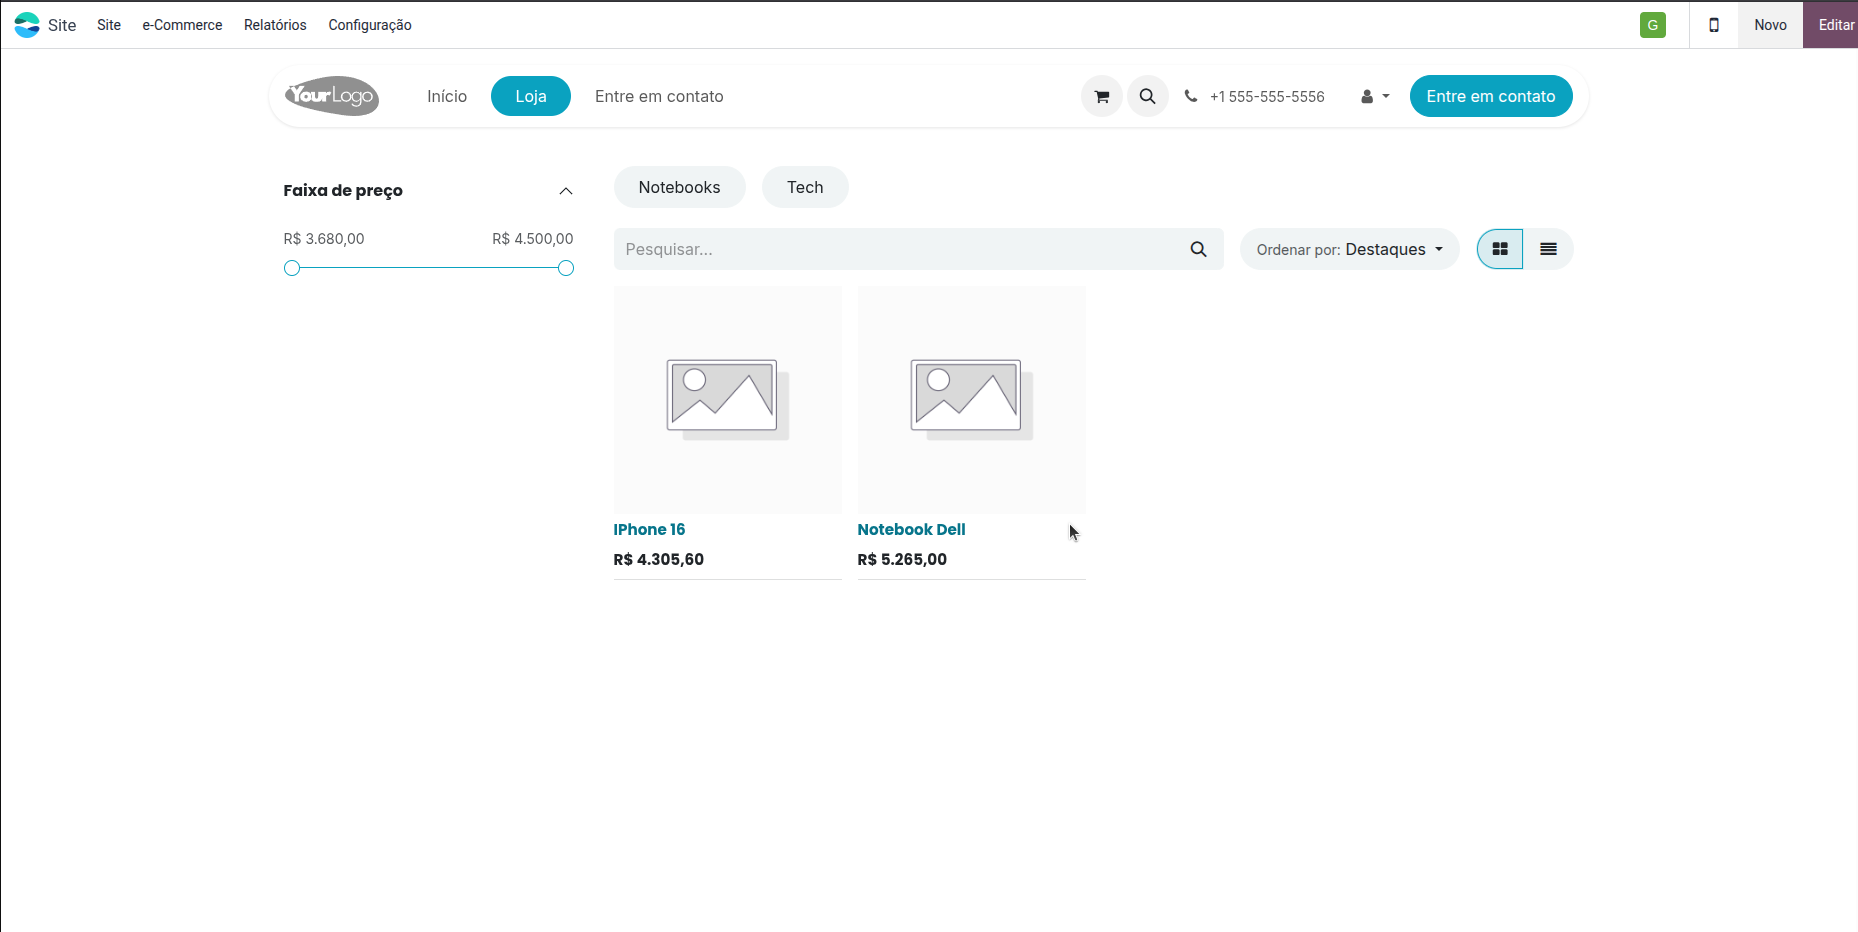 Site Site e-Commerce Relatórios Configuração G Novo Editar
YourLogo Início Loja Entre em contato +1 555-555-5556 Entre em contato
Faixa de preço
R$ 3.680,00 R$ 4.500,00
Notebooks Tech
Pesquisar... Ordenar por: Destaques
IPhone 16
R$ 4.305,60
Notebook Dell
R$ 5.265,00